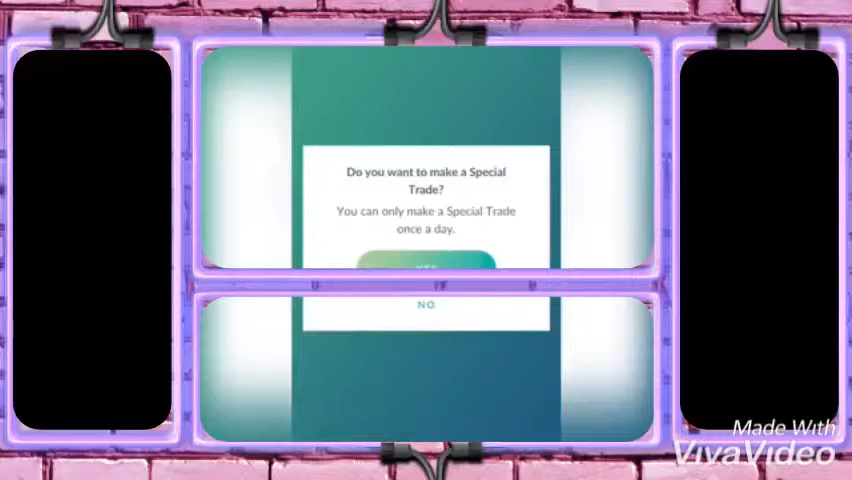 Do you want to make a Special
Trade?
You can only make a Special Trade
once a day.
YES
NO
Made With
VivaVideo